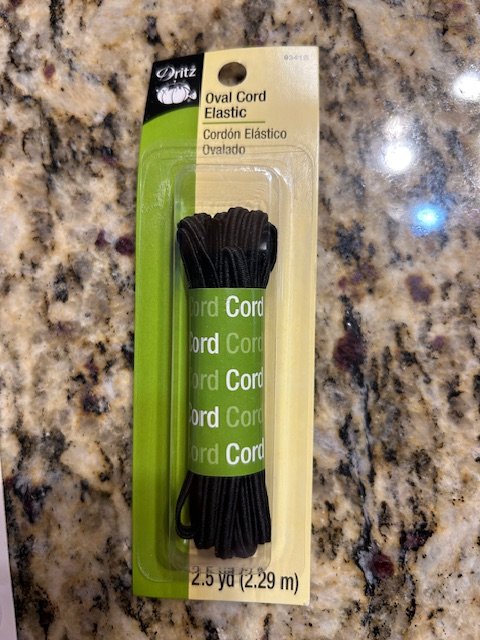 Dritz
9341B
Oval Cord
Elastic
Cordón Elástico
Ovalado
Cord Cord
Cord Cord
Cord Cord
Cord Cord
Cord Cord
2.5 yd (2.29 m)